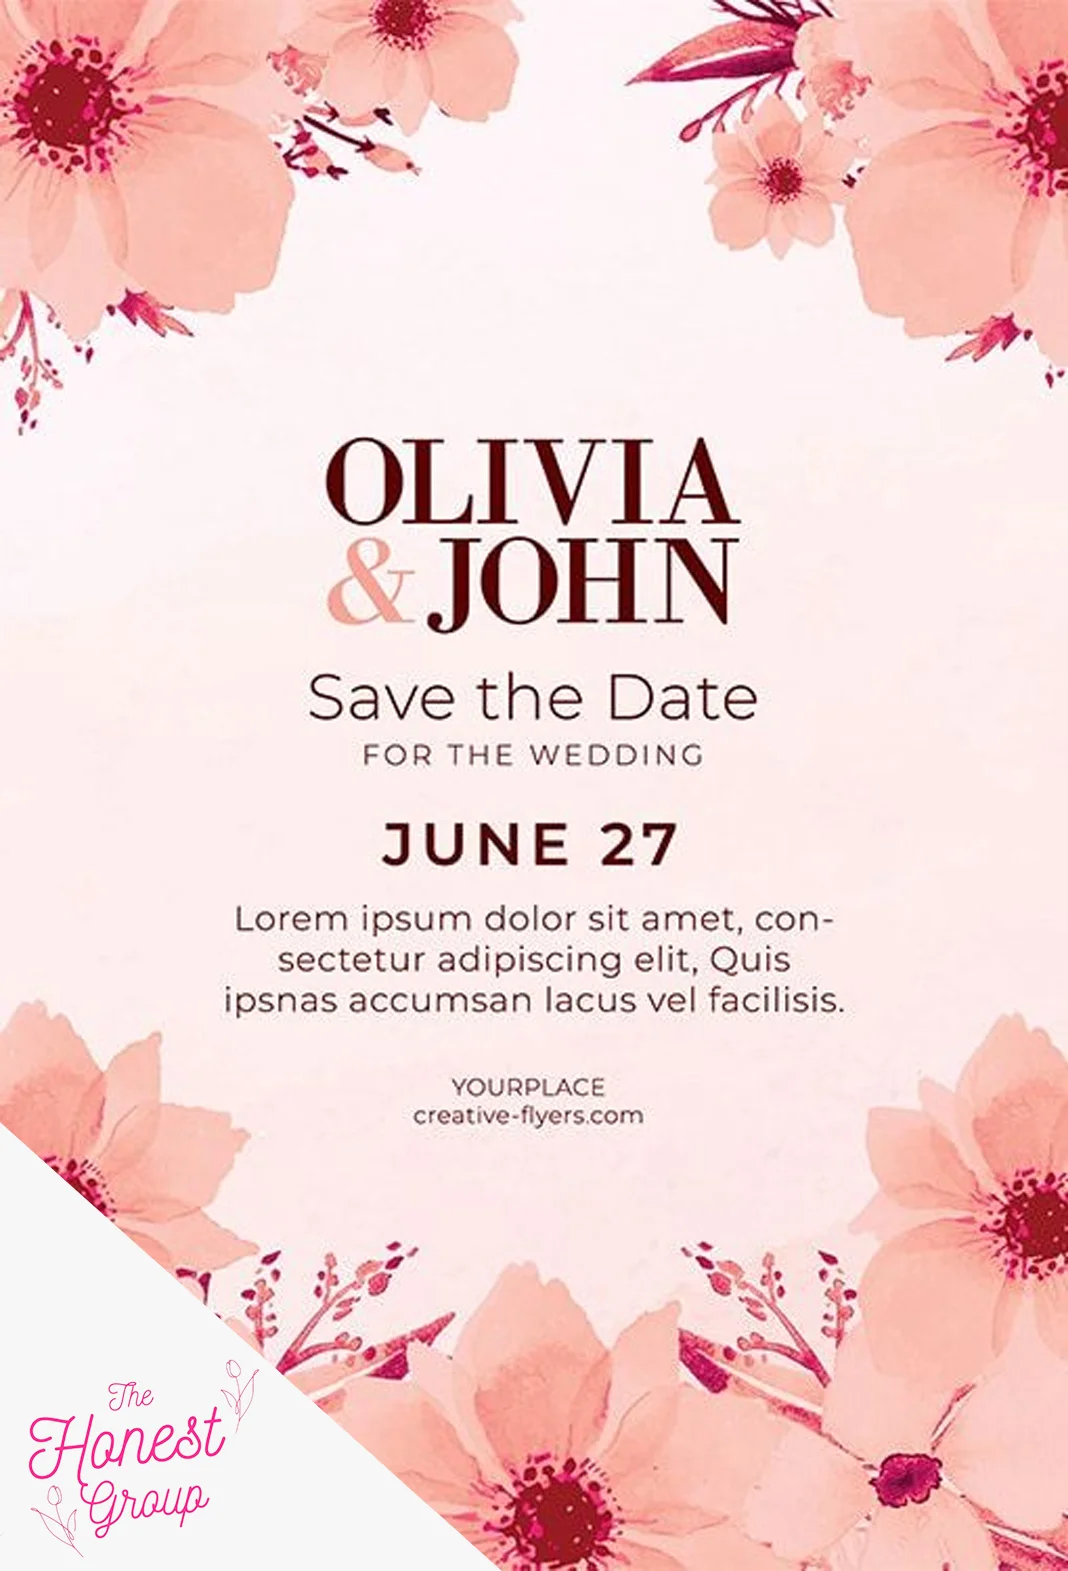 OLIVIA
& JOHN
Save the Date
FOR THE WEDDING
JUNE 27
Lorem ipsum dolor sit amet, con-
sectetur adipiscing elit, Quis
ipsnas accumsan lacus vel facilisis.
YOURPLACE
creative-flyers.com
The
Honest
Group